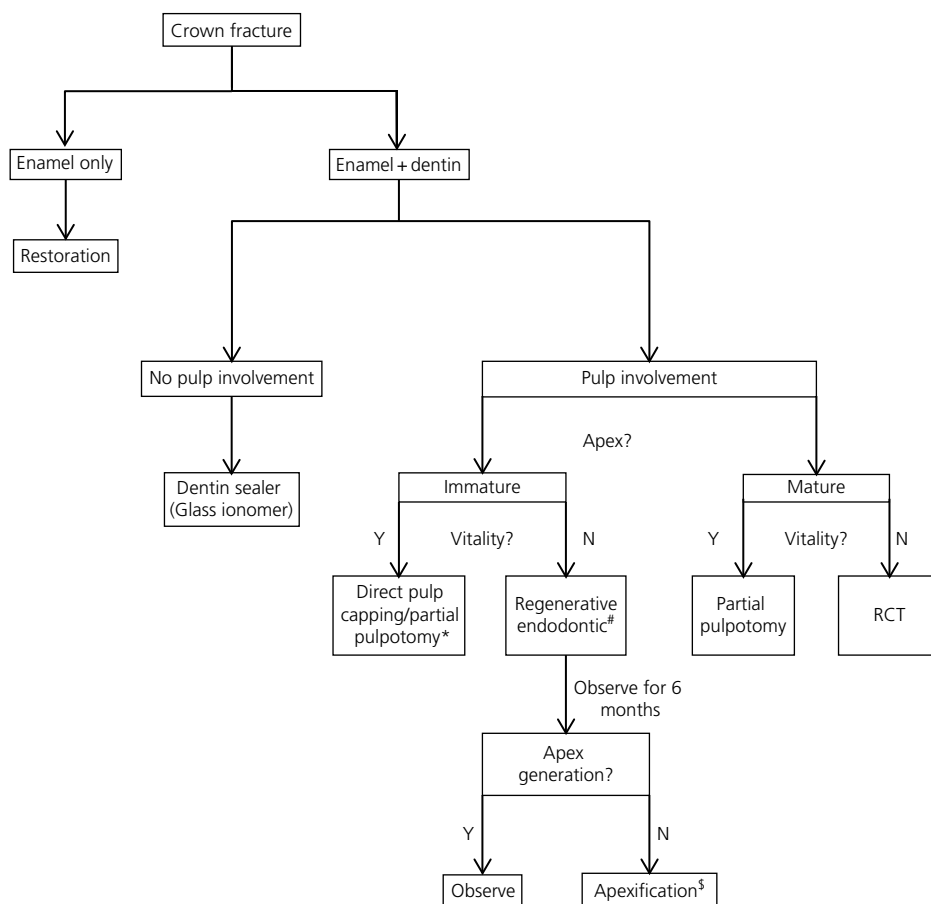 Crown fracture
Enamel only
Enamel + dentin
Restoration
No pulp involvement
Pulp involvement
Apex?
Dentin sealer
(Glass ionomer)
Immature
Mature
Y
Vitality?
N
Y
Vitality?
N
Direct pulp
capping/partial
pulpotomy*
Regenerative
endodontic#
Partial
pulpotomy
RCT
Observe for 6
months
Apex
generation?
Y
N
Observe
Apexification$